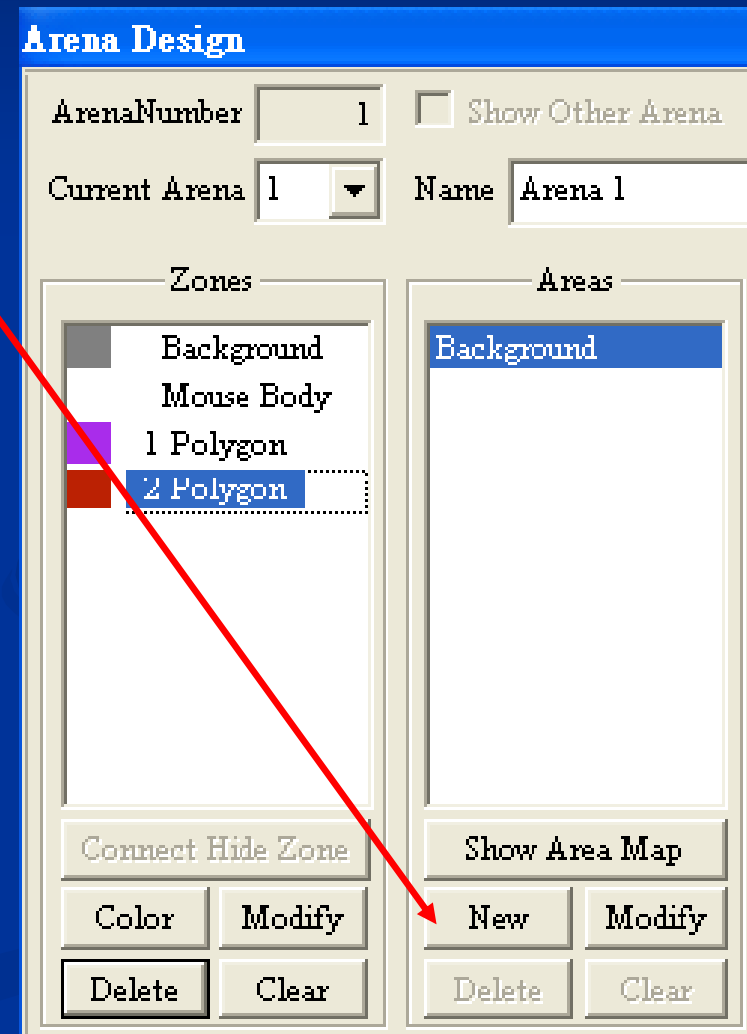 Arena Design
ArenaNumber 1 Show Other Arena
Current Arena 1 Name Arena 1
Zones Areas
Background Background
Mouse Body
1 Polygon
2 Polygon
Connect Hide Zone Show Area Map
Color Modify New Modify
Delete Clear Delete Clear